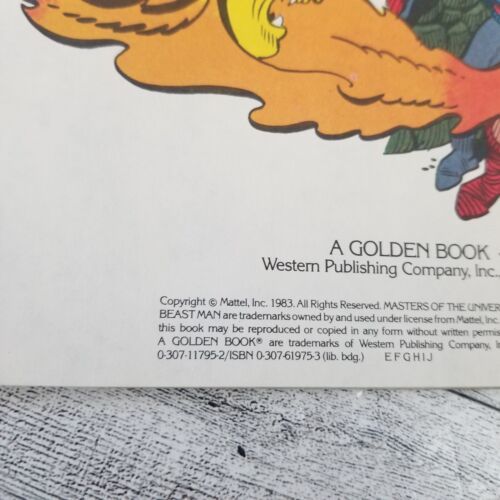 A GOLDEN BOOK
Western Publishing Company, Inc.
Copyright © Mattel, Inc. 1983. All Rights Reserved. MASTERS OF THE UNIVER
BEAST MAN are trademarks owned by and used under license from Mattel, Inc.
this book may be reproduced or copied in any form without written permis
A GOLDEN BOOK® are trademarks of Western Publishing Company, In
0-307-11795-2/ISBN 0-307-61975-3 (lib. bdg.) E F G H I J